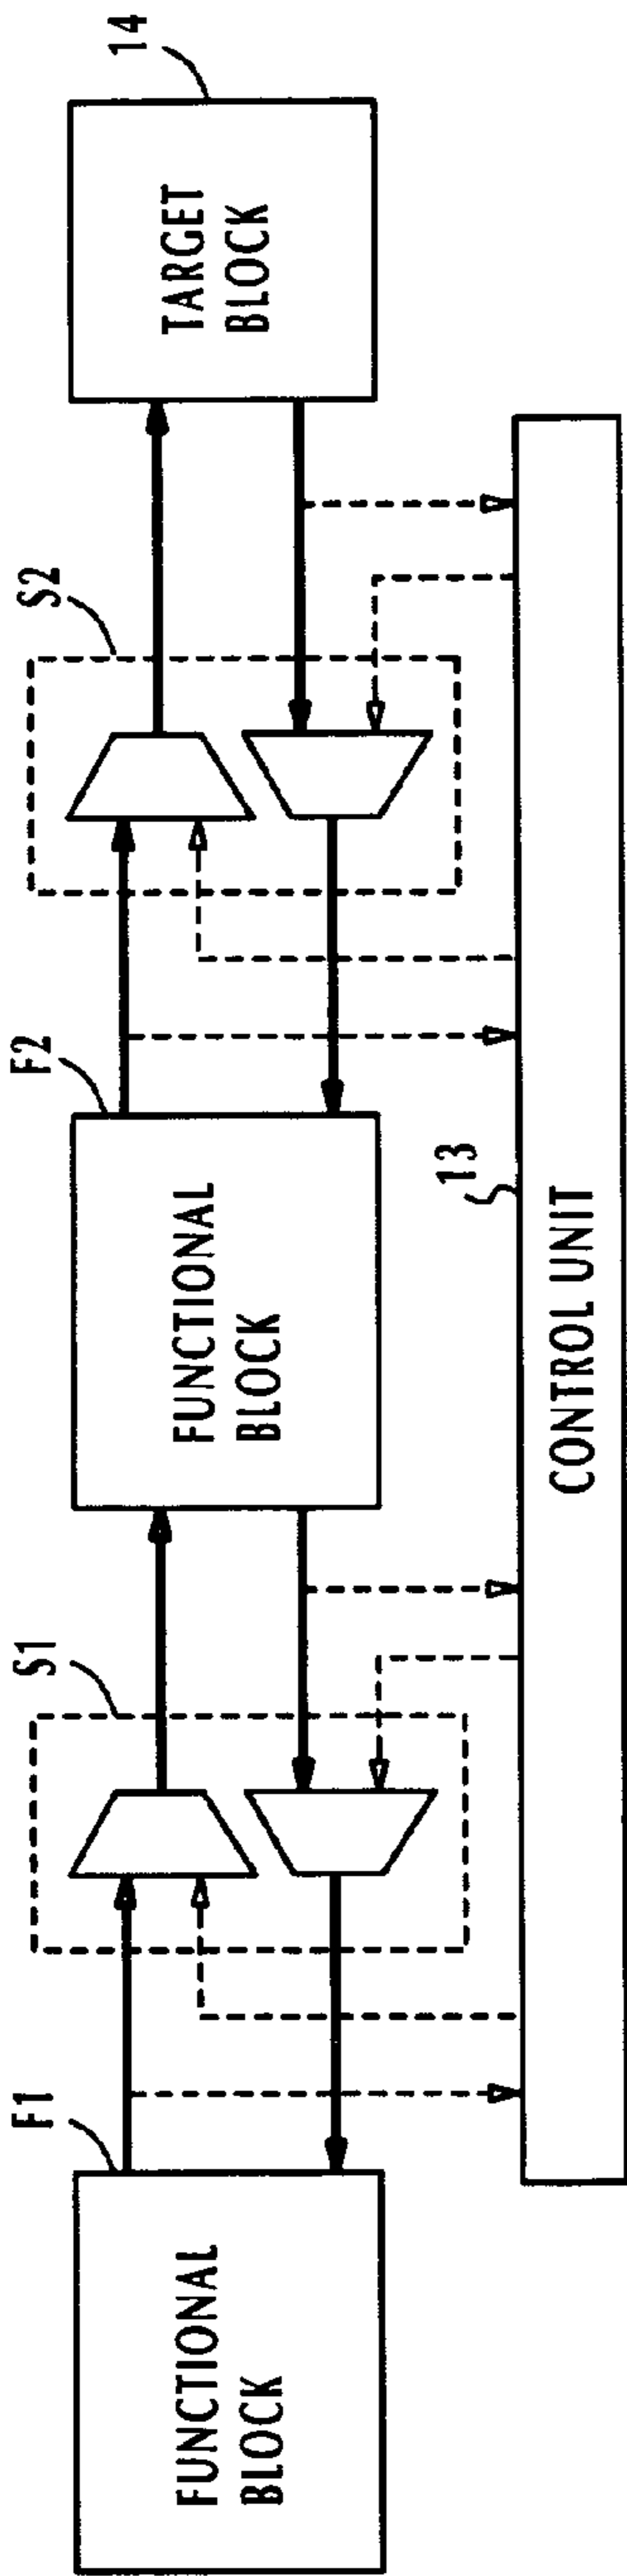 F1
S1
F2
S2
14
FUNCTIONAL
BLOCK
FUNCTIONAL
BLOCK
TARGET
BLOCK
13
CONTROL UNIT